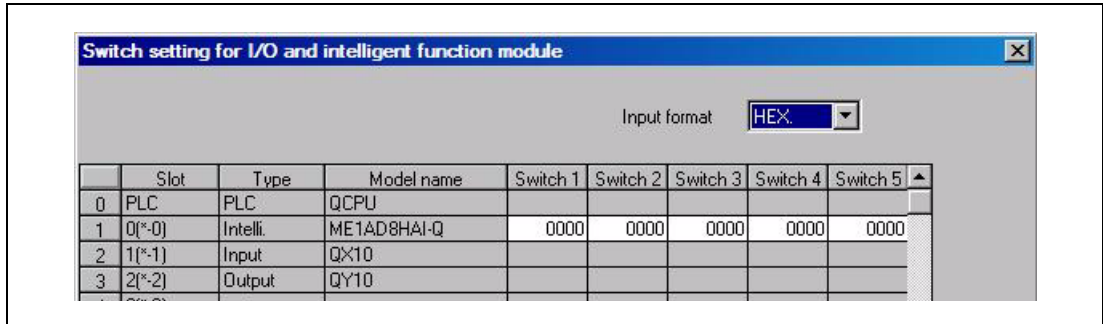 Switch setting for I/O and intelligent function module
Input format HEX.
Slot Type Model name Switch 1 Switch 2 Switch 3 Switch 4 Switch 5
0 PLC PLC QCPU
1 0(*-0) Intelli. ME1AD8HAI-Q 0000 0000 0000 0000 0000
2 1(*-1) Input QX10
3 2(*-2) Output QY10